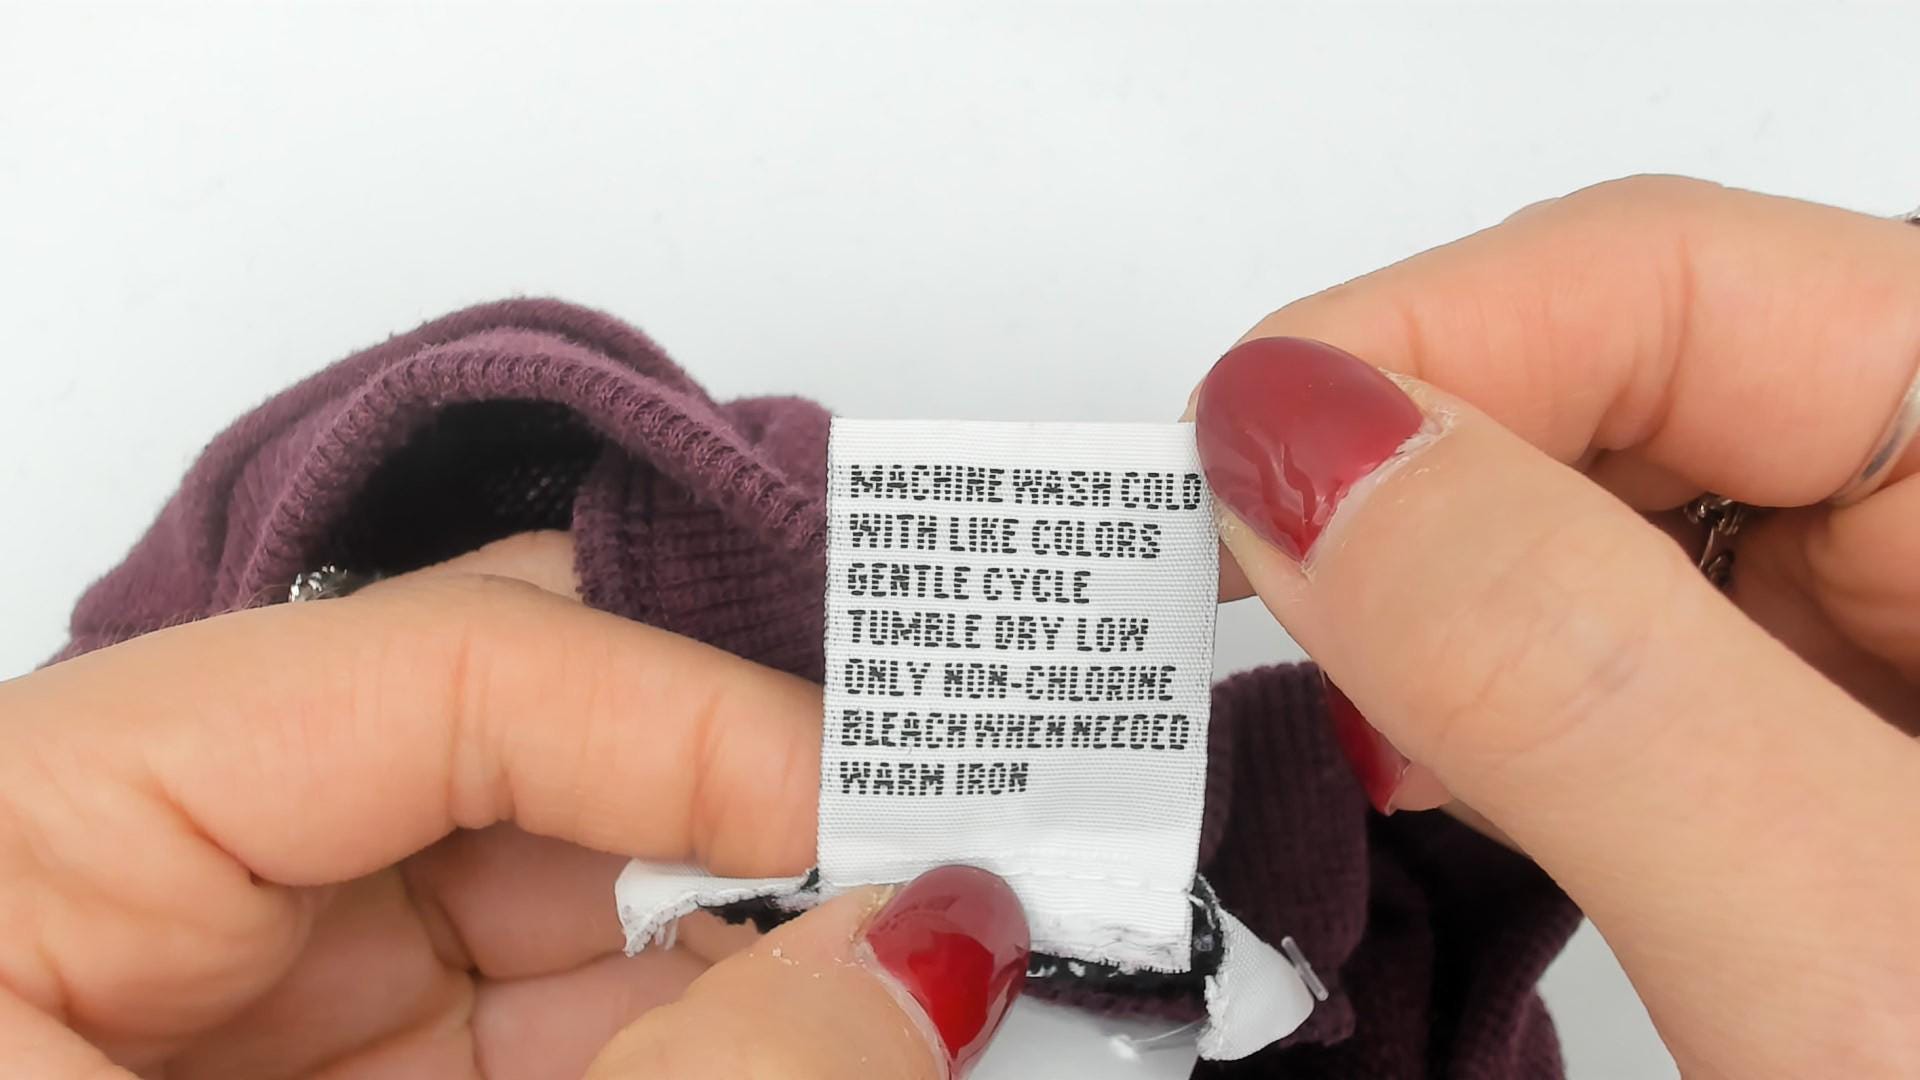 MACHINE WASH COLD
WITH LIKE COLORS
GENTLE CYCLE
TUMBLE DRY LOW
ONLY NON-CHLORINE
BLEACH WHEN NEEDED
WARM IRON